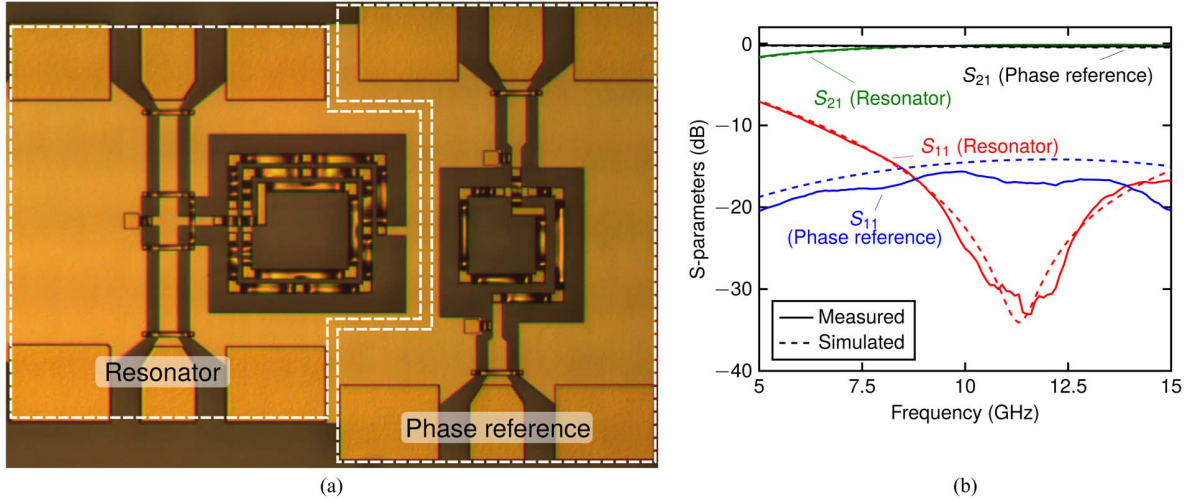 Resonator
Phase reference
(a)
0
−10
−20
−30
−40
S-parameters (dB)
S21 (Phase reference)
S21 (Resonator)
S11 (Resonator)
S11
(Phase reference)
Measured
Simulated
5
7.5
10
12.5
15
Frequency (GHz)
(b)